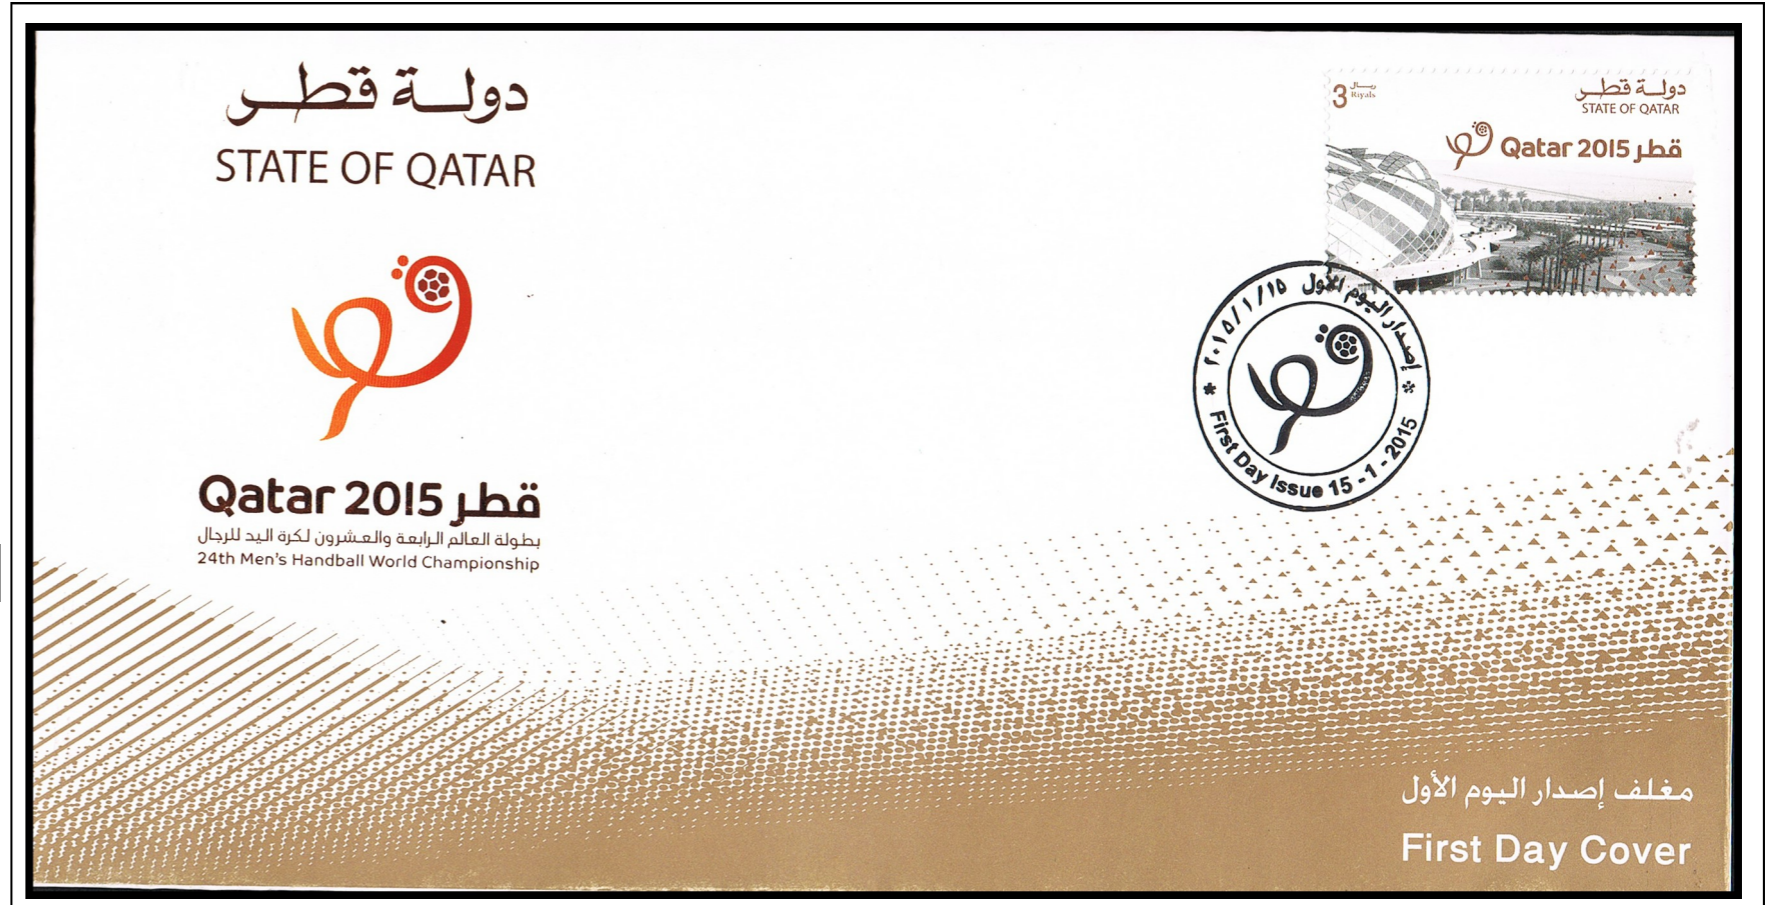 دولة قطر
STATE OF QATAR
Qatar 2015 قطر
بطولة العالم الرابعة والعشرون لكرة اليد للرجال
24th Men's Handball World Championship
3 ريال
Riyals
دولة قطر
STATE OF QATAR
Qatar 2015 قطر
إصدار اليوم الأول ٢٠١٥/١/١٥
First Day Issue 15-1-2015
مغلف إصدار اليوم الأول
First Day Cover